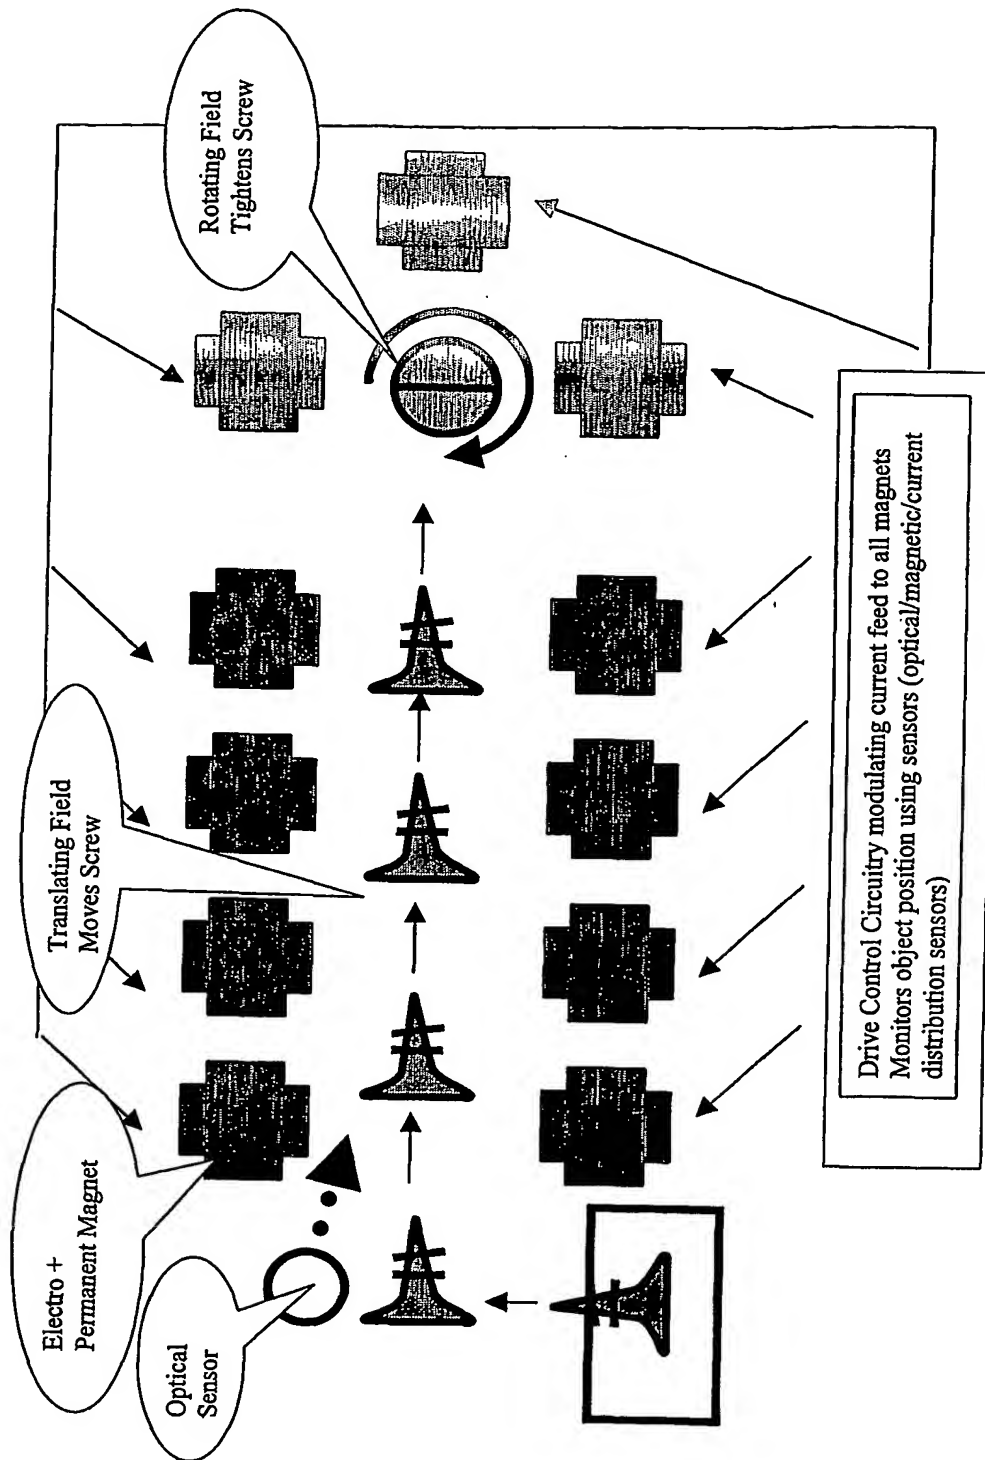 Electro +
Permanent Magnet
Optical
Sensor
Translating Field
Moves Screw
Rotating Field
Tightens Screw
Drive Control Circuitry modulating current feed to all magnets
Monitors object position using sensors (optical/magnetic/current
distribution sensors)